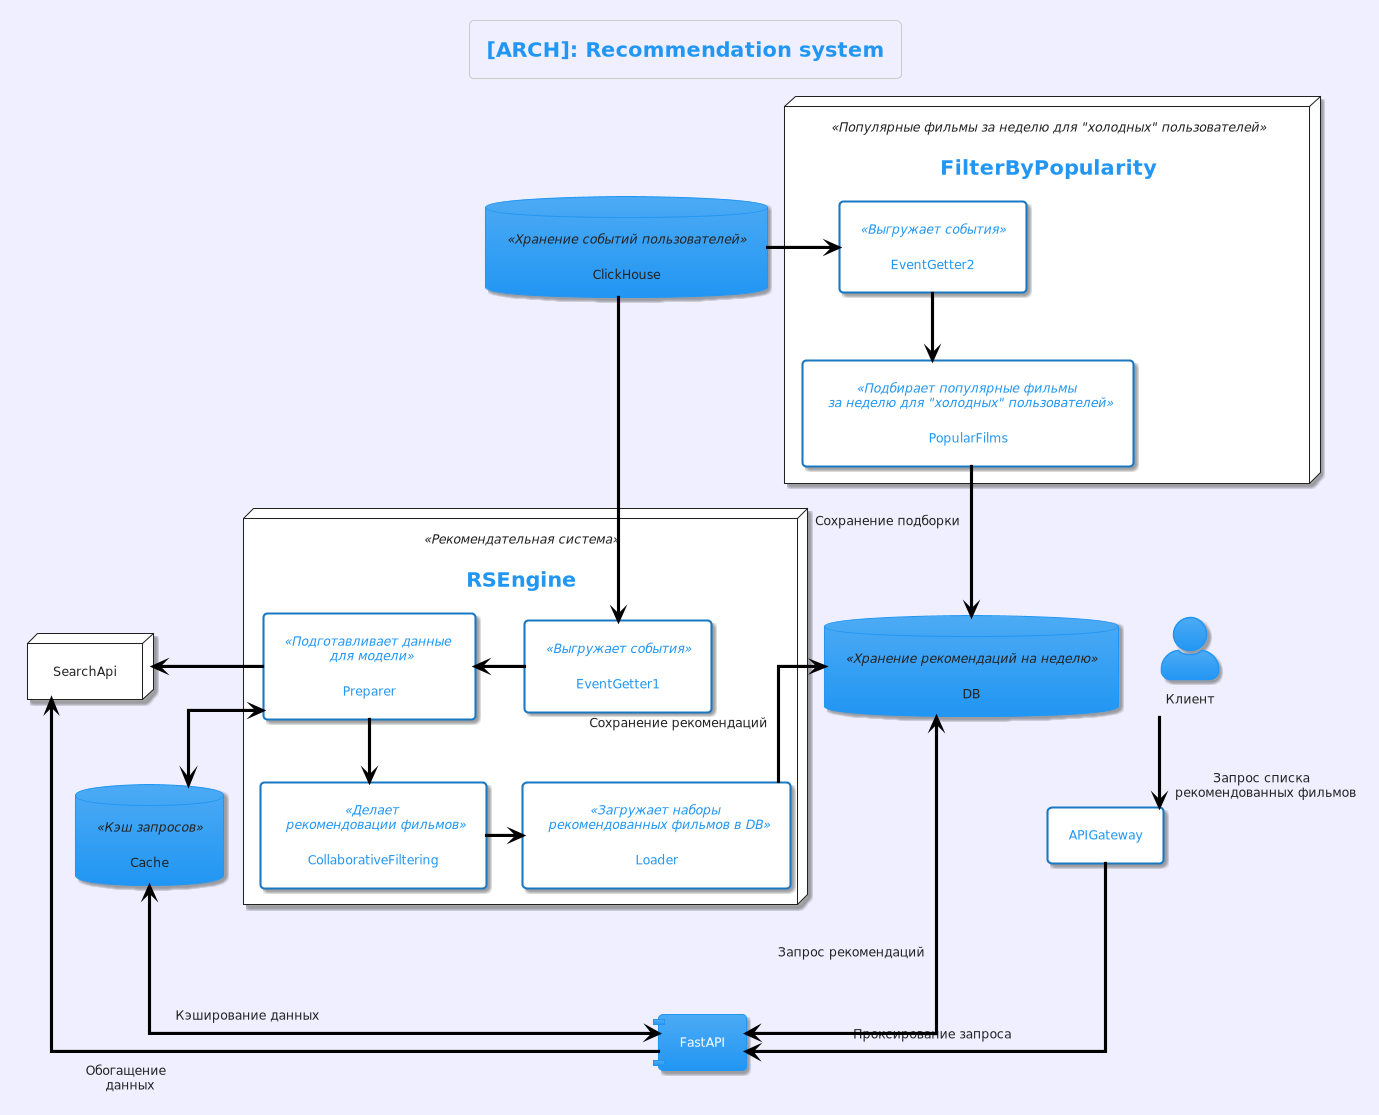 [ARCH]: Recommendation system
«Популярные фильмы за неделю для "холодных" пользователей»
FilterByPopularity
«Выгружает события»
EventGetter2
«Хранение событий пользователей»
ClickHouse
«Подбирает популярные фильмы
за неделю для "холодных" пользователей»
PopularFilms
Сохранение подборки
«Рекомендательная система»
RSEngine
«Подготавливает данные
для модели»
Preparer
«Выгружает события»
EventGetter1
SearchApi
«Хранение рекомендаций на неделю»
DB
Клиент
Сохранение рекомендаций
Запрос списка
рекомендованных фильмов
«Делает
рекомендовации фильмов»
CollaborativeFiltering
«Загружает наборы
рекомендованных фильмов в DB»
Loader
«Кэш запросов»
Cache
APIGateway
Запрос рекомендаций
Кэширование данных
Проксирование запроса
FastAPI
Обогащение
данных